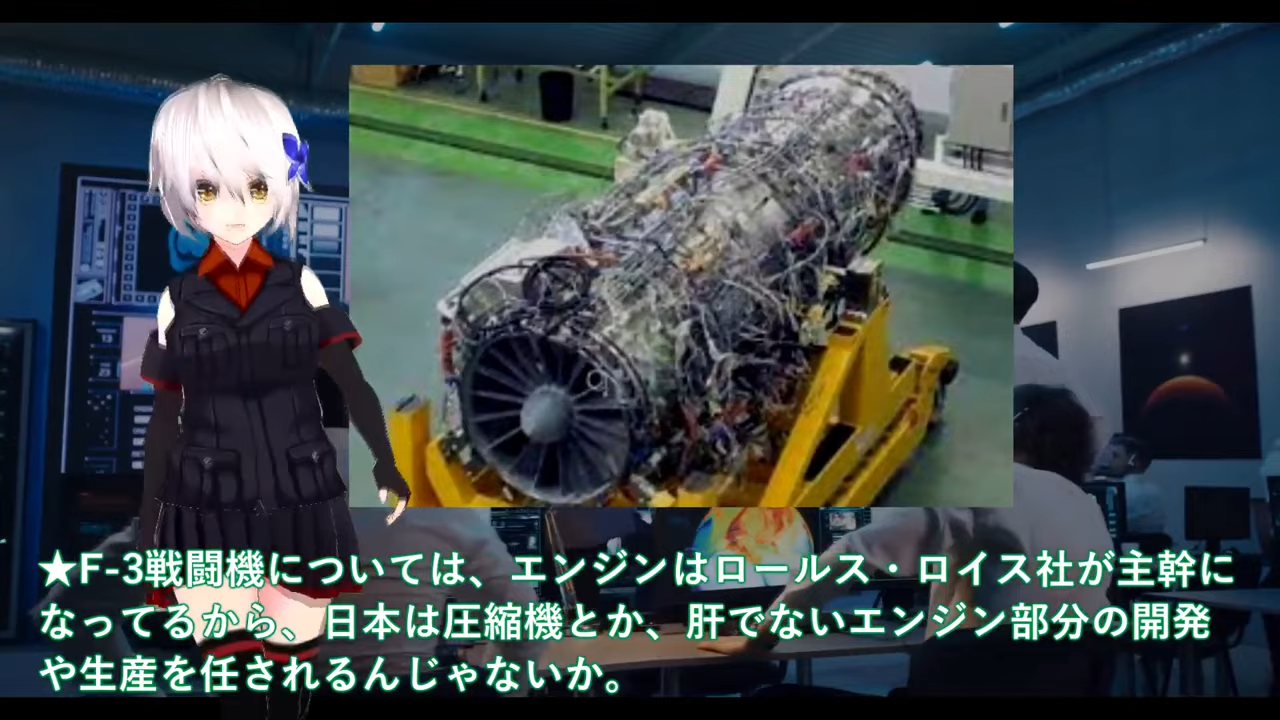 ★F-3戦闘機については、エンジンはロールス・ロイス社が主幹に
なってるから、日本は圧縮機とか、肝でないエンジン部分の開発
や生産を任されるんじゃないか。